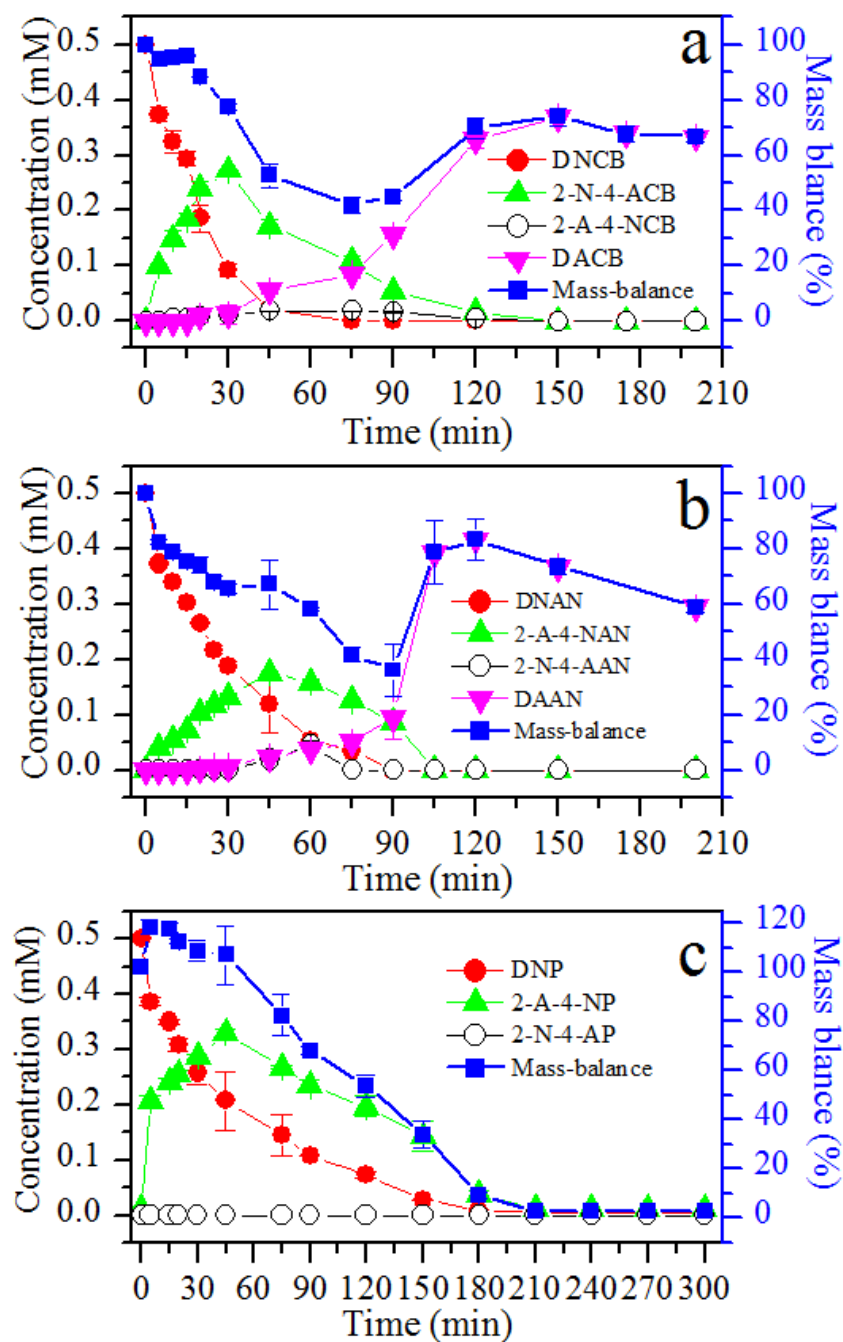 a
Concentration (mM)
0.5
0.4
0.3
0.2
0.1
0.0
100
80
60
40
20
0
Mass blance (%)
DNCB
2-N-4-ACB
2-A-4-NCB
DACB
Mass-balance
0 30 60 90 120 150 180 210
Time (min)
b
Concentration (mM)
0.5
0.4
0.3
0.2
0.1
0.0
100
80
60
40
20
0
Mass blance (%)
DNAN
2-A-4-NAN
2-N-4-AAN
DAAN
Mass-balance
0 30 60 90 120 150 180 210
Time (min)
c
Concentration (mM)
0.5
0.4
0.3
0.2
0.1
0.0
120
100
80
60
40
20
0
Mass blance (%)
DNP
2-A-4-NP
2-N-4-AP
Mass-balance
0 30 60 90 120 150 180 210 240 270 300
Time (min)